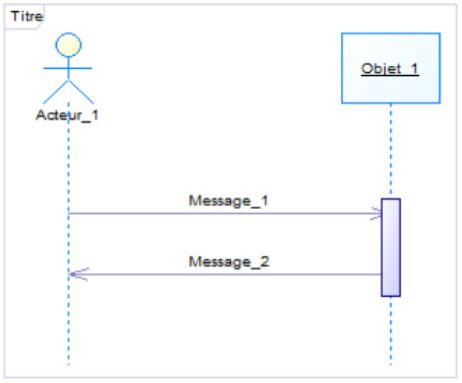 Titre
Objet_1
Acteur_1
Message_1
Message_2